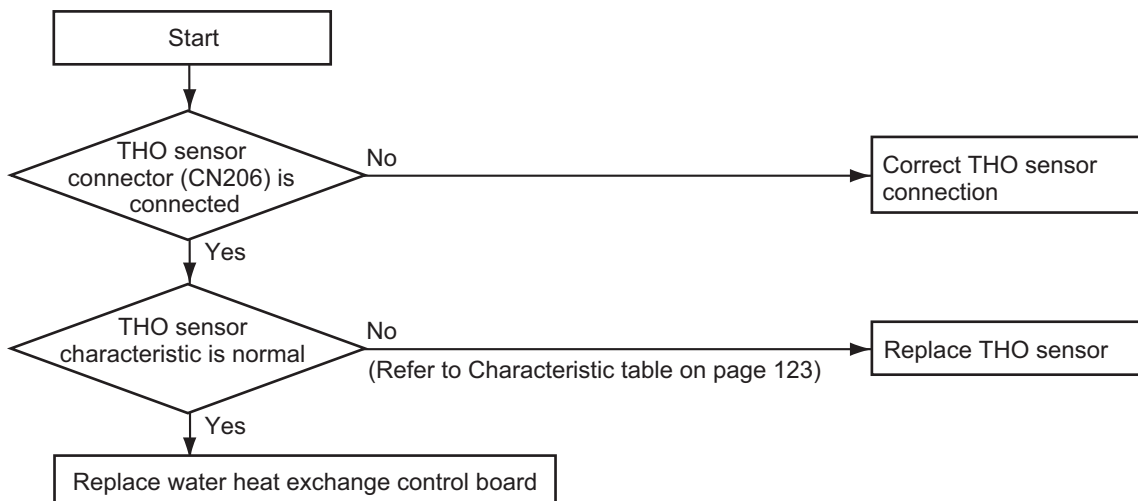 Start
THO sensor
connector (CN206) is
connected
No
Correct THO sensor
connection
Yes
THO sensor
characteristic is normal
No
(Refer to Characteristic table on page 123)
Replace THO sensor
Yes
Replace water heat exchange control board